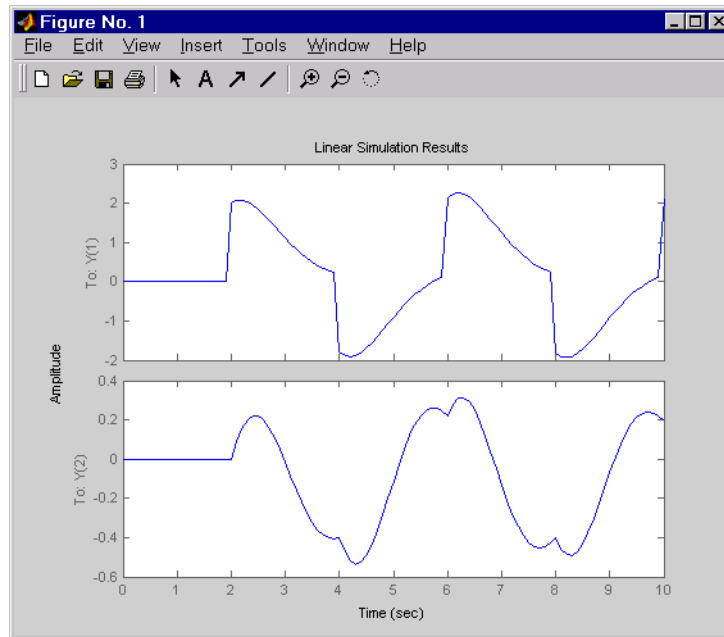 Figure No. 1
File Edit View Insert Tools Window Help
A
Linear Simulation Results
3
2
1
0
-1
-2
To: Y(1)
Amplitude
0.4
0.2
0
-0.2
-0.4
-0.6
To: Y(2)
0 1 2 3 4 5 6 7 8 9 10
Time (sec)